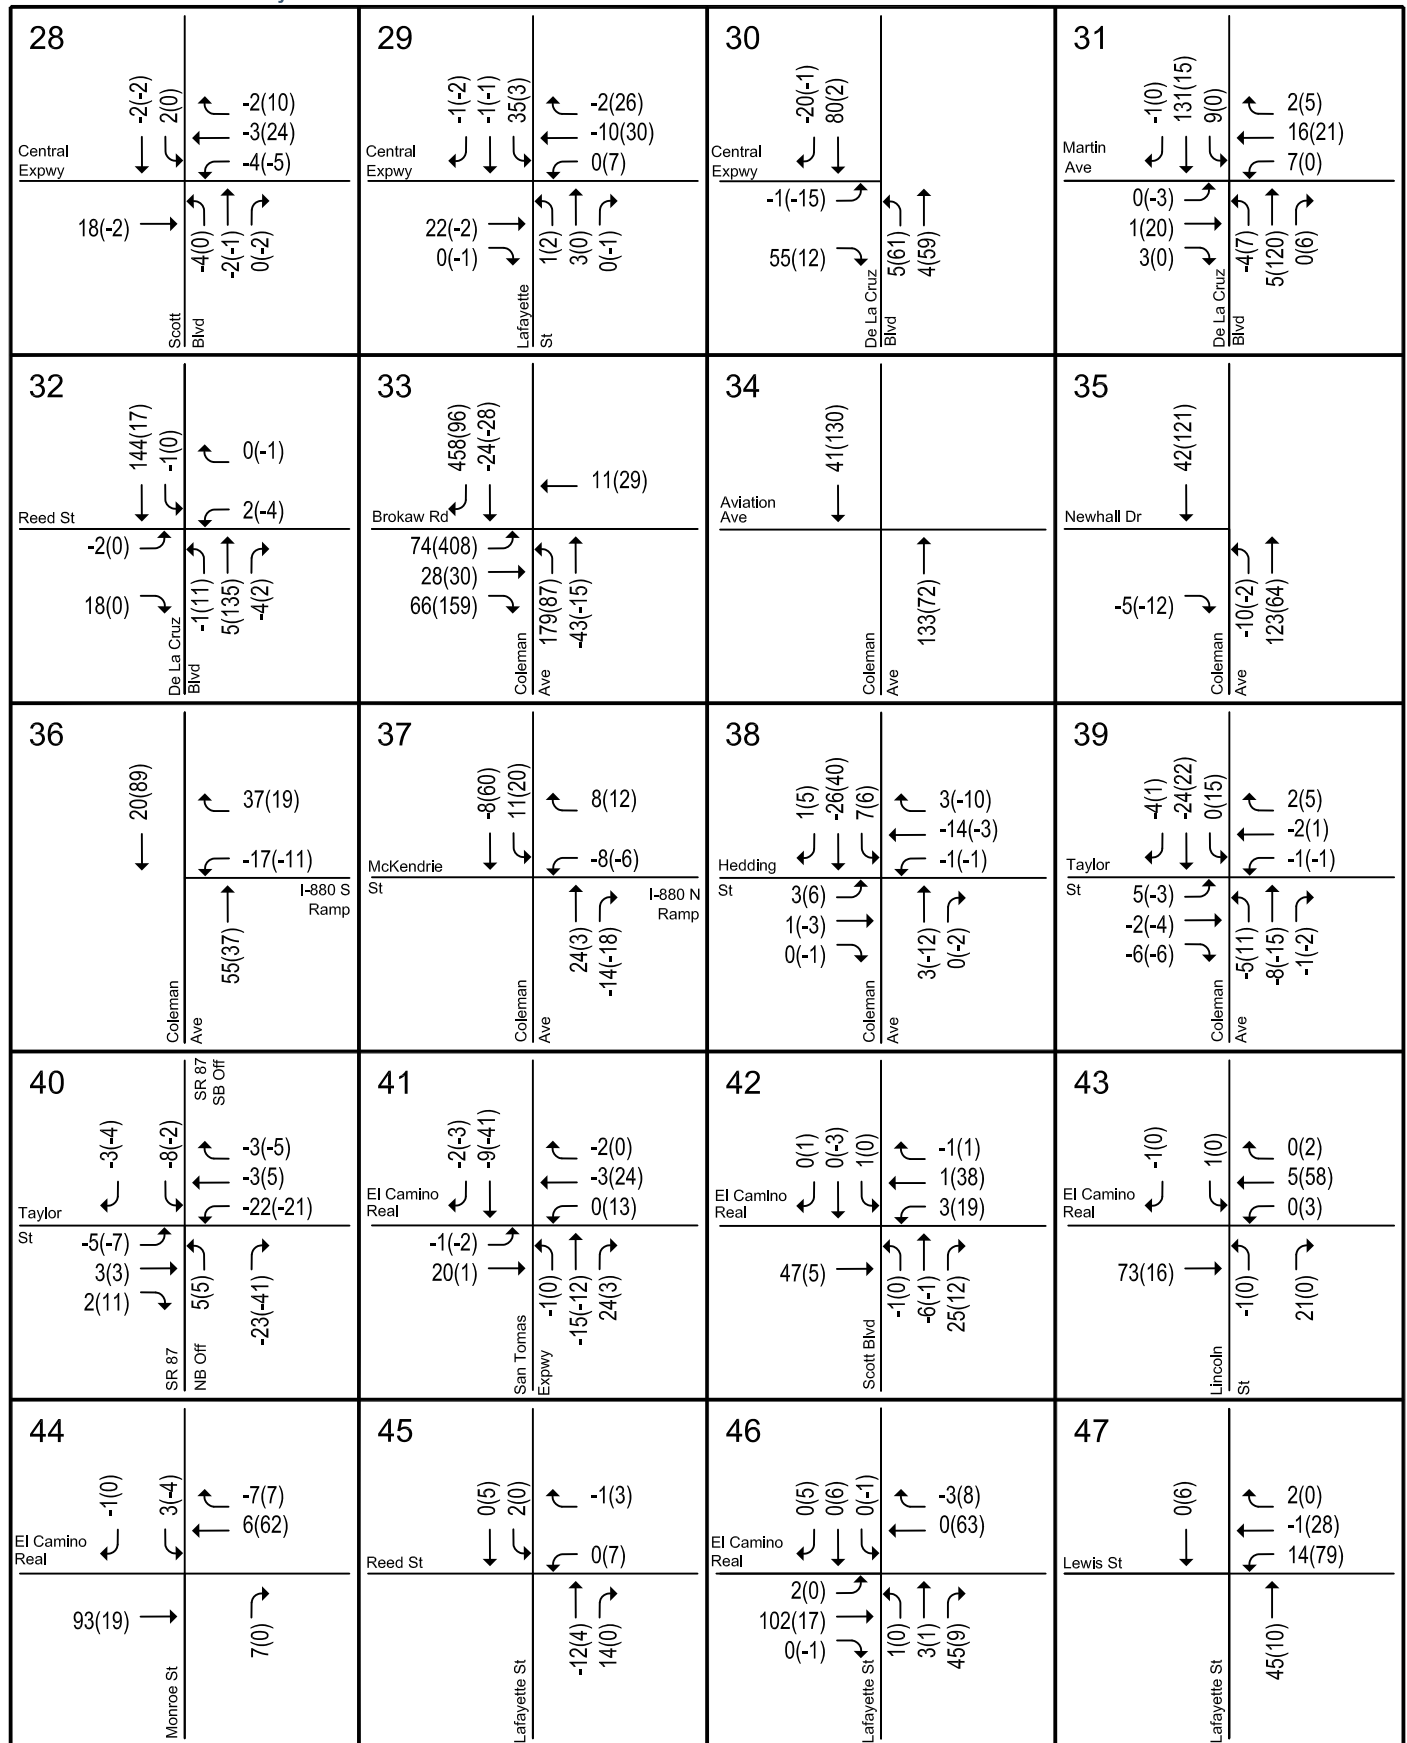 28
-2(-2)
2(0)
-2(10)
-3(24)
-4(-5)
Central
Expwy
18(-2)
-4(0)
-2(-1)
0(-2)
Scott
Blvd
29
-1(-2)
-1(-1)
35(3)
-2(26)
-10(30)
0(7)
Central
Expwy
22(-2)
0(-1)
1(2)
3(0)
0(-1)
Lafayette
St
30
-20(-1)
80(2)
Central
Expwy
-1(-15)
55(12)
5(61)
4(59)
De La Cruz
Blvd
31
-1(0)
131(15)
9(0)
2(5)
16(21)
7(0)
Martin
Ave
0(-3)
1(20)
3(0)
-4(7)
5(120)
0(6)
De La Cruz
Blvd
32
144(17)
-1(0)
0(-1)
2(-4)
Reed St
-2(0)
18(0)
-1(11)
5(135)
-4(2)
De La Cruz
Blvd
33
458(96)
-24(-28)
11(29)
Brokaw Rd
74(408)
28(30)
66(159)
179(87)
-43(-15)
Coleman
Ave
34
41(130)
Aviation
Ave
133(72)
Coleman
Ave
35
42(121)
Newhall Dr
-5(-12)
-10(-2)
123(64)
Coleman
Ave
36
20(89)
37(19)
-17(-11)
I-880 S
Ramp
55(37)
Coleman
Ave
37
-8(60)
11(20)
8(12)
-8(-6)
McKendrie
St
I-880 N
Ramp
24(3)
-14(-18)
Coleman
Ave
38
1(5)
-26(40)
7(6)
3(-10)
-14(-3)
-1(-1)
Hedding
St
3(6)
1(-3)
0(-1)
3(-12)
0(-2)
Coleman
Ave
39
-4(1)
-24(22)
0(15)
2(5)
-2(1)
-1(-1)
Taylor
St
5(-3)
-2(-4)
-6(-6)
-5(11)
-8(-15)
-1(-2)
Coleman
Ave
40
SR 87
SB Off
-3(-4)
-8(-2)
-3(-5)
-3(5)
-22(-21)
Taylor
St
-5(-7)
3(3)
2(11)
5(5)
-23(-41)
SR 87
NB Off
41
-2(-3)
-9(-41)
-2(0)
-3(24)
0(13)
El Camino
Real
-1(-2)
20(1)
-1(0)
-15(-12)
24(3)
San Tomas
Expwy
42
0(1)
0(-3)
1(0)
-1(1)
1(38)
3(19)
El Camino
Real
47(5)
-1(0)
-6(-1)
25(12)
Scott Blvd
43
-1(0)
1(0)
0(2)
5(58)
0(3)
El Camino
Real
73(16)
-1(0)
21(0)
Lincoln
St
44
-1(0)
3(-4)
-7(7)
6(62)
El Camino
Real
93(19)
7(0)
Monroe St
45
0(5)
2(0)
-1(3)
0(7)
Reed St
-12(4)
14(0)
Lafayette St
46
0(5)
0(6)
0(-1)
-3(8)
0(63)
El Camino
Real
2(0)
102(17)
0(-1)
1(0)
3(1)
45(9)
Lafayette St
47
0(6)
2(0)
-1(28)
14(79)
Lewis St
45(10)
Lafayette St